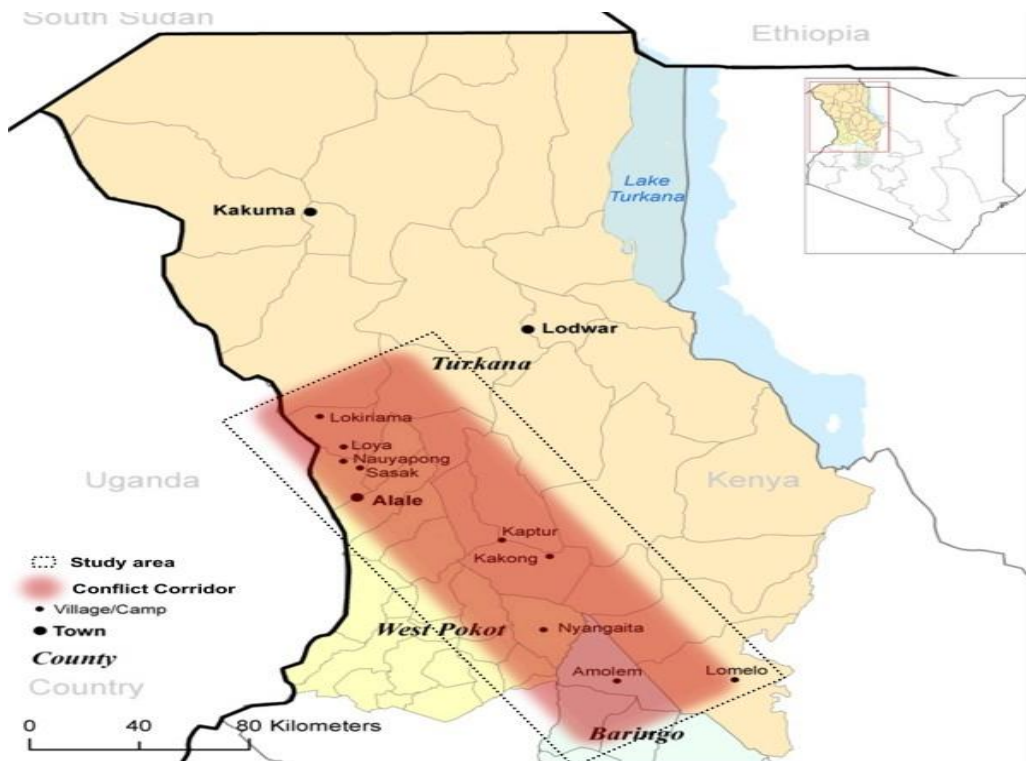 South Sudan
Ethiopia
Lake
Turkana
Kakuma
Lodwar
Turkana
Lokiriama
Loya
Nauyapong
Sasak
Uganda
Kenya
Alale
Kaptur
Kakong
Study area
Conflict Corridor
Village/Camp
Town
County
Country
West Pokot
Nyangaita
Amolem
Lomelo
Baringo
0 40 80 Kilometers